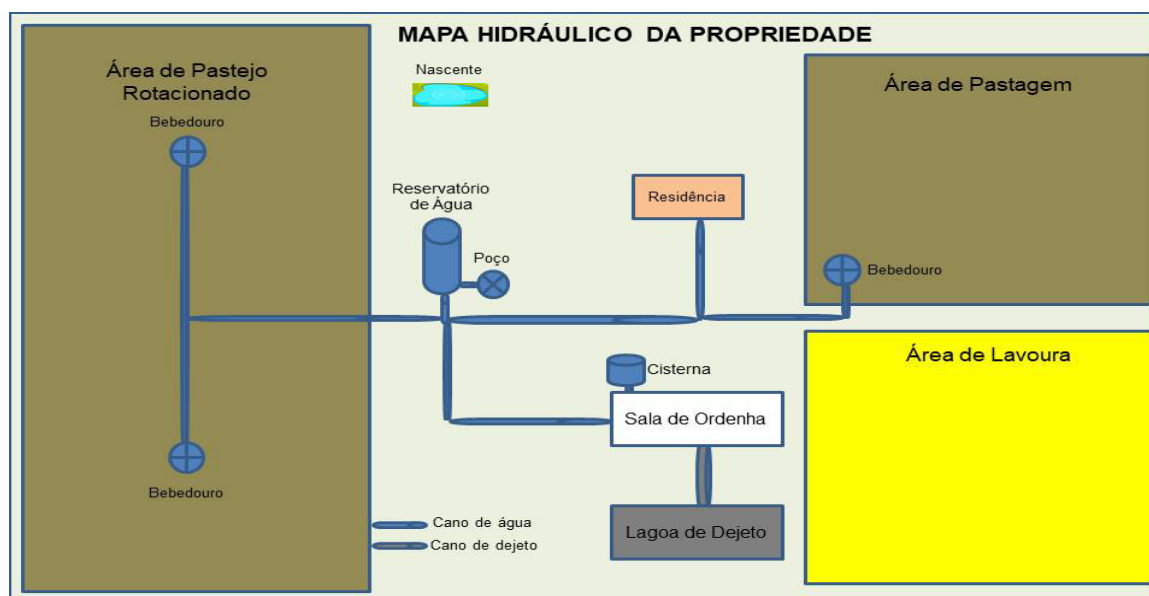 MAPA HIDRÁULICO DA PROPRIEDADE
Área de Pastejo
Rotacionado
Bebedouro
Nascente
Área de Pastagem
Reservatório
de Água
Poço
Residência
Bebedouro
Cisterna
Sala de Ordenha
Área de Lavoura
Bebedouro
Cano de água
Cano de dejeto
Lagoa de Dejeto